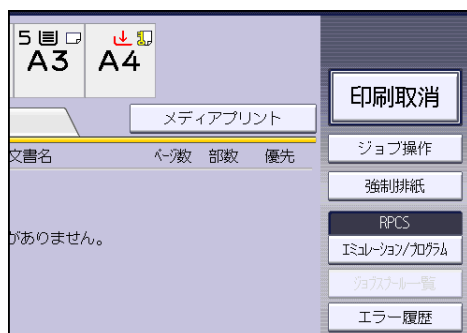 5
A3 A4
印刷取消
メディアプリント
文書名 ページ数 部数 優先
ジョブ操作
強制排紙
がありません。
RPCS
エミュレーション/プログラム
ジョブスプール一覧
エラー履歴